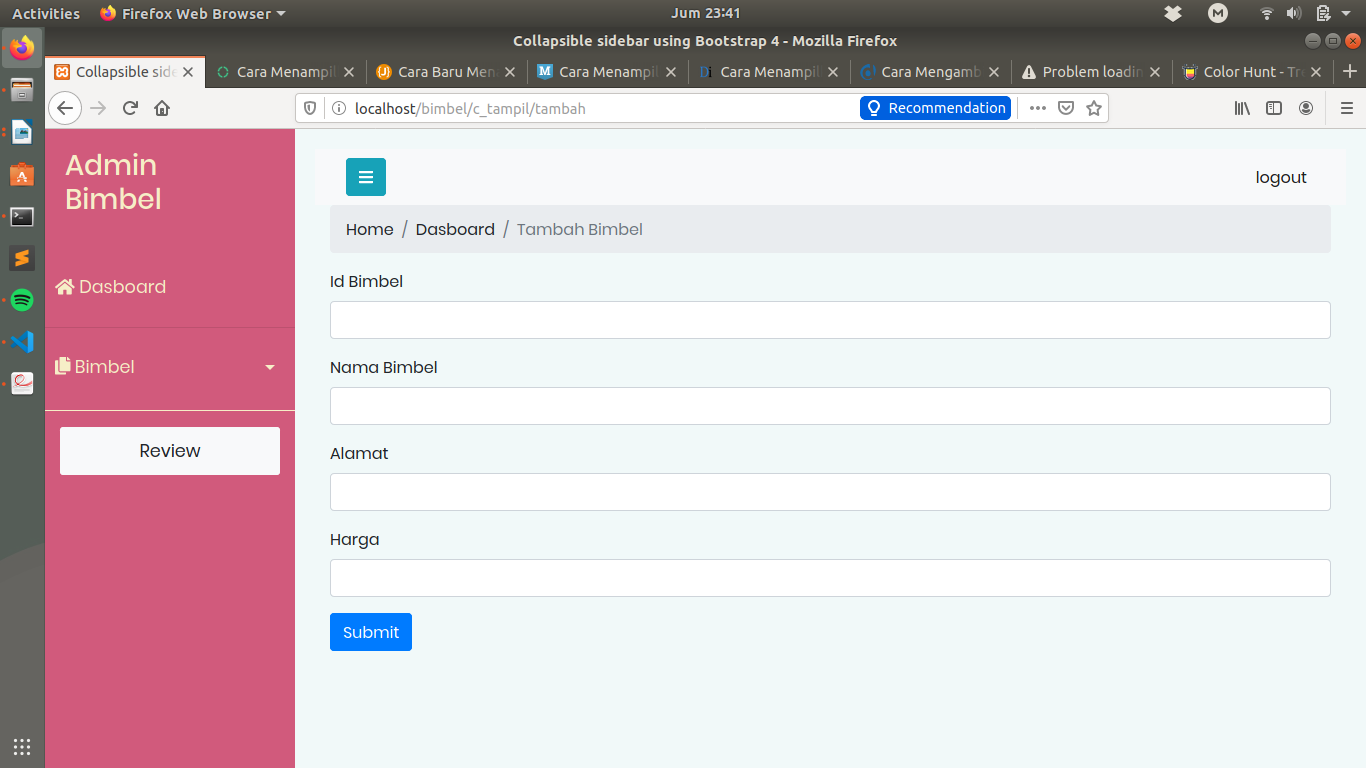 Activities Firefox Web Browser Jum 23:41
Collapsible sidebar using Bootstrap 4 - Mozilla Firefox
Collapsible side Cara Menampil Cara Baru Men Cara Menampil Cara Menampil Cara Mengamb Problem loadin Color Hunt - Tr
localhost/bimbel/c_tampil/tambah Recommendation
Admin
Bimbel
Dasboard
Bimbel
Review
logout
Home / Dasboard / Tambah Bimbel
Id Bimbel
Nama Bimbel
Alamat
Harga
Submit